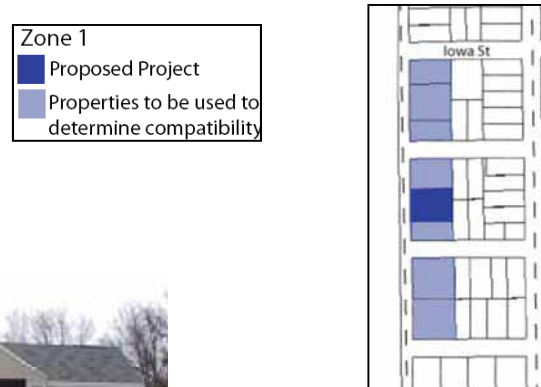 Zone 1
Proposed Project
Properties to be used to
determine compatibility
Iowa St